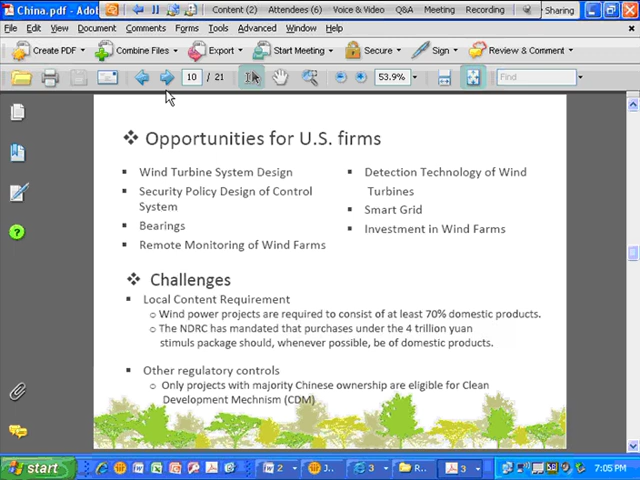 China.pdf - Adob
Content (2) Attendees (6) Voice & Video Q&A Meeting Recording Sharing
File Edit View Document Comments Forms Tools Advanced Window Help
Create PDF Combine Files Export Start Meeting Secure Sign Review & Comment
10 / 21 53.9% Find
Opportunities for U.S. firms
Wind Turbine System Design
Security Policy Design of Control
System
Bearings
Remote Monitoring of Wind Farms
Detection Technology of Wind
Turbines
Smart Grid
Investment in Wind Farms
Challenges
Local Content Requirement
Wind power projects are required to consist of at least 70% domestic products.
The NDRC has mandated that purchases under the 4 trillion yuan
stimuls package should, whenever possible, be of domestic products.
Other regulatory controls
Only projects with majority Chinese ownership are eligible for Clean
Development Mechnism (CDM)
start 2 J... 3 R... 3 7:05 PM